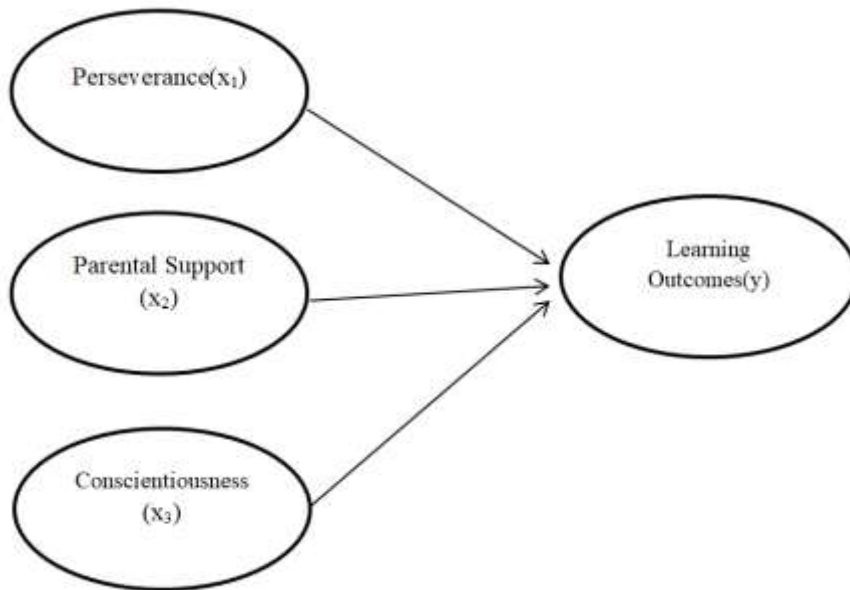 Perseverance(x₁)
Parental Support
(x₂)
Conscientiousness
(x₃)
Learning
Outcomes(y)